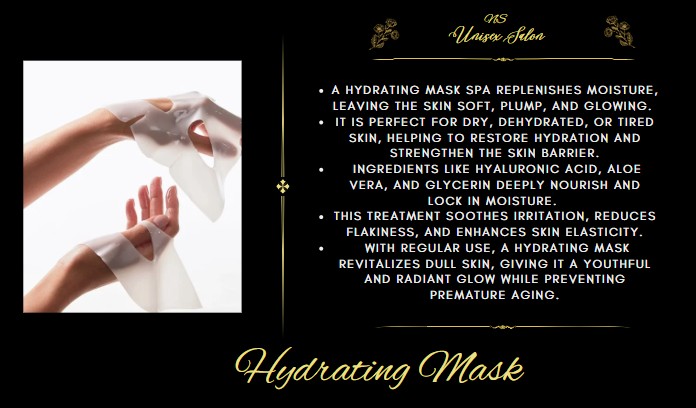 NS
Unisex Salon
• A HYDRATING MASK SPA REPLENISHES MOISTURE,
LEAVING THE SKIN SOFT, PLUMP, AND GLOWING.
• IT IS PERFECT FOR DRY, DEHYDRATED, OR TIRED
SKIN, HELPING TO RESTORE HYDRATION AND
STRENGTHEN THE SKIN BARRIER.
• INGREDIENTS LIKE HYALURONIC ACID, ALOE
VERA, AND GLYCERIN DEEPLY NOURISH AND
LOCK IN MOISTURE.
• THIS TREATMENT SOOTHES IRRITATION, REDUCES
FLAKINESS, AND ENHANCES SKIN ELASTICITY.
• WITH REGULAR USE, A HYDRATING MASK
REVITALIZES DULL SKIN, GIVING IT A YOUTHFUL
AND RADIANT GLOW WHILE PREVENTING
PREMATURE AGING.
Hydrating Mask